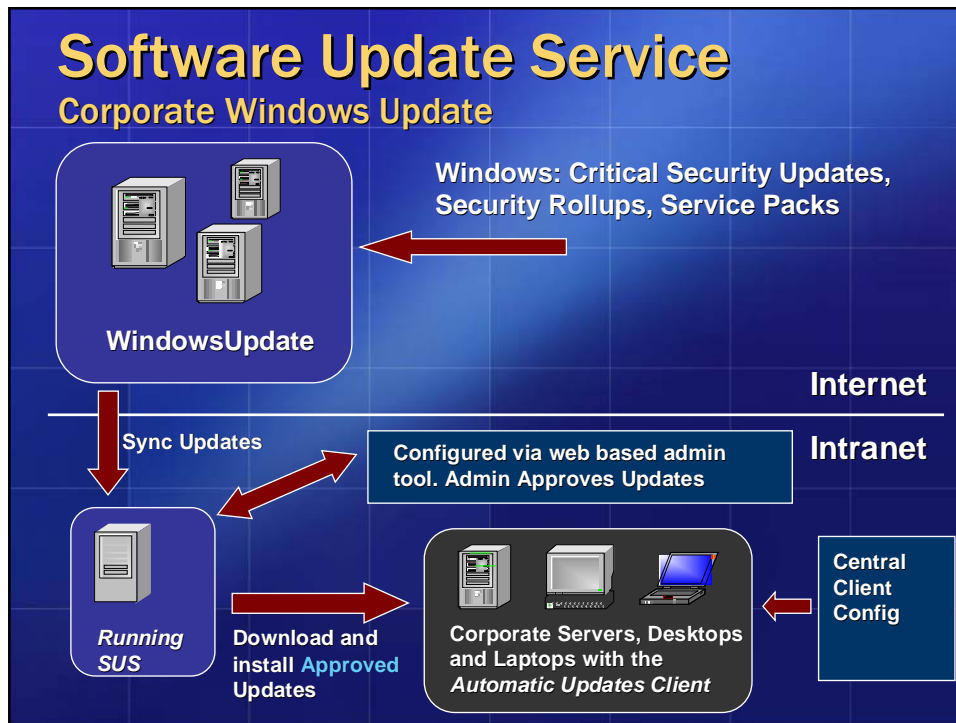 Software Update Service
Corporate Windows Update
Windows: Critical Security Updates,
Security Rollups, Service Packs
WindowsUpdate
Internet
Sync Updates
Configured via web based admin
tool. Admin Approves Updates
Intranet
Running
SUS
Download and
install Approved
Updates
Corporate Servers, Desktops
and Laptops with the
Automatic Updates Client
Central
Client
Config